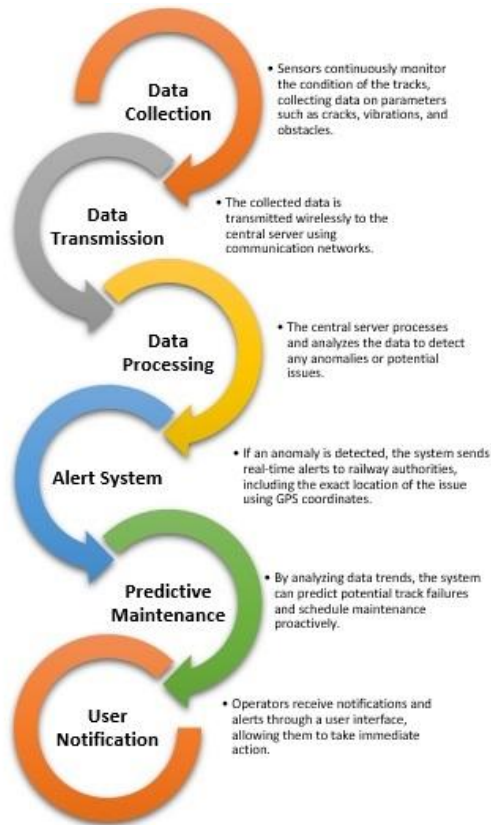 Data
Collection
• Sensors continuously monitor
the condition of the tracks,
collecting data on parameters
such as cracks, vibrations, and
obstacles.
Data
Transmission
• The collected data is
transmitted wirelessly to the
central server using
communication networks.
Data
Processing
• The central server processes
and analyzes the data to detect
any anomalies or potential
issues.
Alert System
• If an anomaly is detected, the system sends
real-time alerts to railway authorities,
including the exact location of the issue
using GPS coordinates.
Predictive
Maintenance
• By analyzing data trends, the system
can predict potential track failures
and schedule maintenance
proactively.
User
Notification
• Operators receive notifications and
alerts through a user interface,
allowing them to take immediate
action.